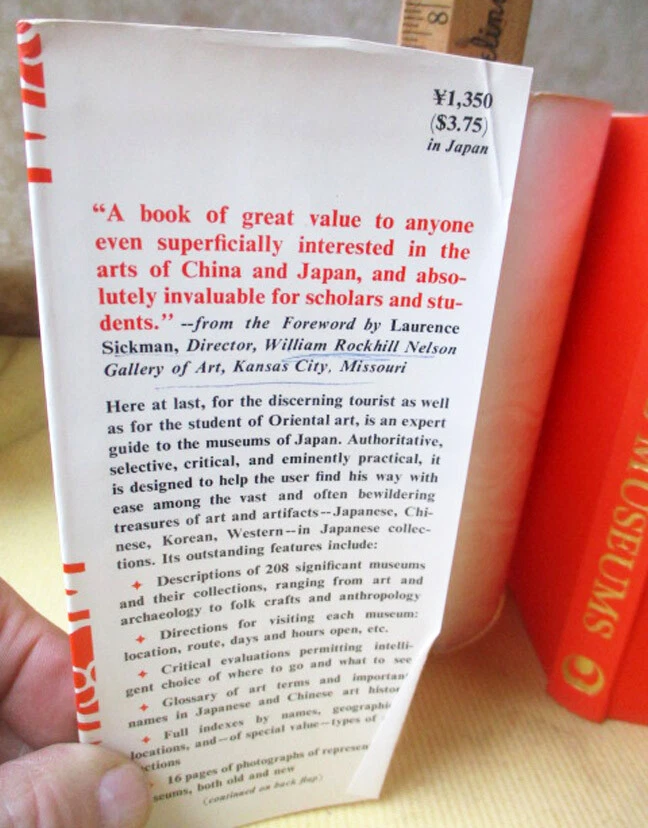 8
¥1,350
($3.75)
in Japan
“A book of great value to anyone
even superficially interested in the
arts of China and Japan, and abso-
lutely invaluable for scholars and stu-
dents.” --from the Foreword by Laurence
Sickman, Director, William Rockhill Nelson
Gallery of Art, Kansas City, Missouri
Here at last, for the discerning tourist as well
as for the student of Oriental art, is an expert
guide to the museums of Japan. Authoritative,
selective, critical, and eminently practical, it
is designed to help the user find his way with
ease among the vast and often bewildering
treasures of art and artifacts--Japanese, Chi-
nese, Korean, Western--in Japanese collec-
tions. Its outstanding features include:
✦ Descriptions of 208 significant museums
and their collections, ranging from art and
archaeology to folk crafts and anthropology
✦ Directions for visiting each museum:
location, route, days and hours open, etc.
✦ Critical evaluations permitting intelli-
gent choice of where to go and what to see
✦ Glossary of art terms and important
names in Japanese and Chinese art histor
✦ Full indexes by names, geographic
locations, and--of special value--types of
ctions
16 pages of photographs of represen
seums, both old and new
(continued on back flap)
MUSEUMS